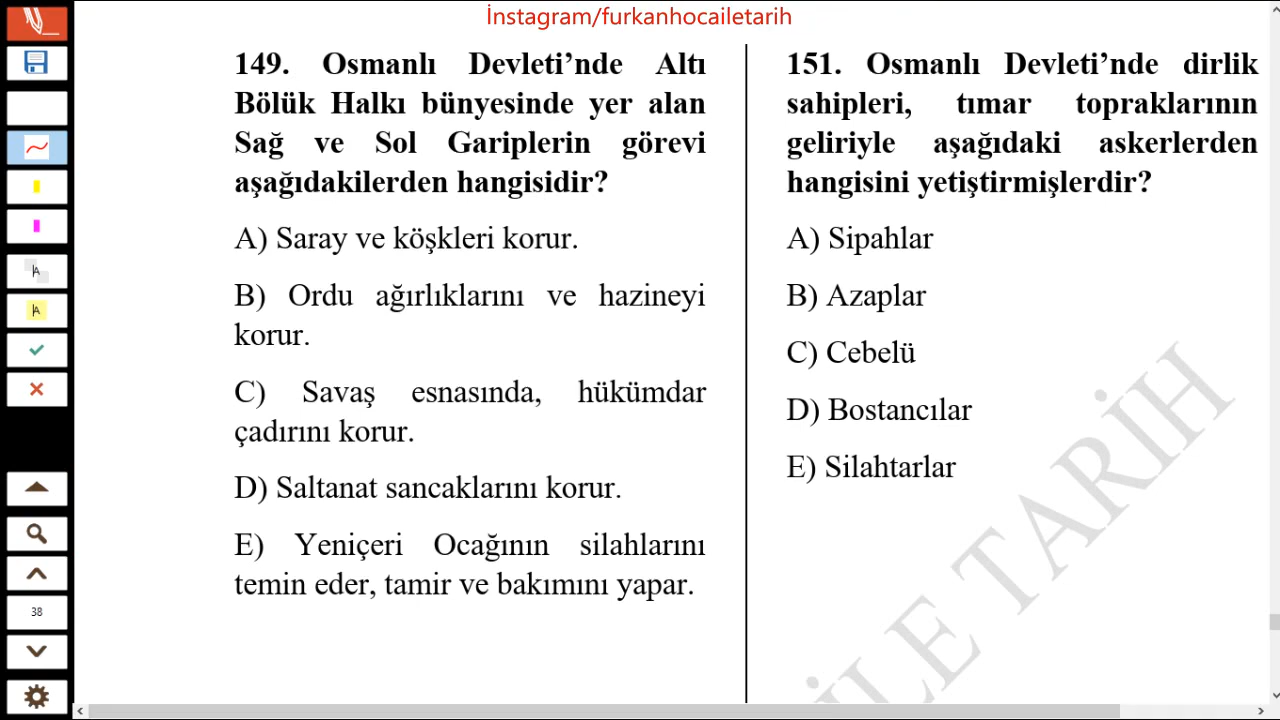 İnstagram/furkanhocailetarih
149. Osmanlı Devleti’nde Altı
Bölük Halkı bünyesinde yer alan
Sağ ve Sol Gariplerin görevi
aşağıdakilerden hangisidir?
A) Saray ve köşkleri korur.
B) Ordu ağırlıklarını ve hazineyi
korur.
C) Savaş esnasında, hükümdar
çadırını korur.
D) Saltanat sancaklarını korur.
E) Yeniçeri Ocağının silahlarını
temin eder, tamir ve bakımını yapar.
151. Osmanlı Devleti’nde dirlik
sahipleri, tımar topraklarının
geliriyle aşağıdaki askerlerden
hangisini yetiştirmişlerdir?
A) Sipahlar
B) Azaplar
C) Cebelü
D) Bostancılar
E) Silahtarlar
İLE TARİH
A
A
38